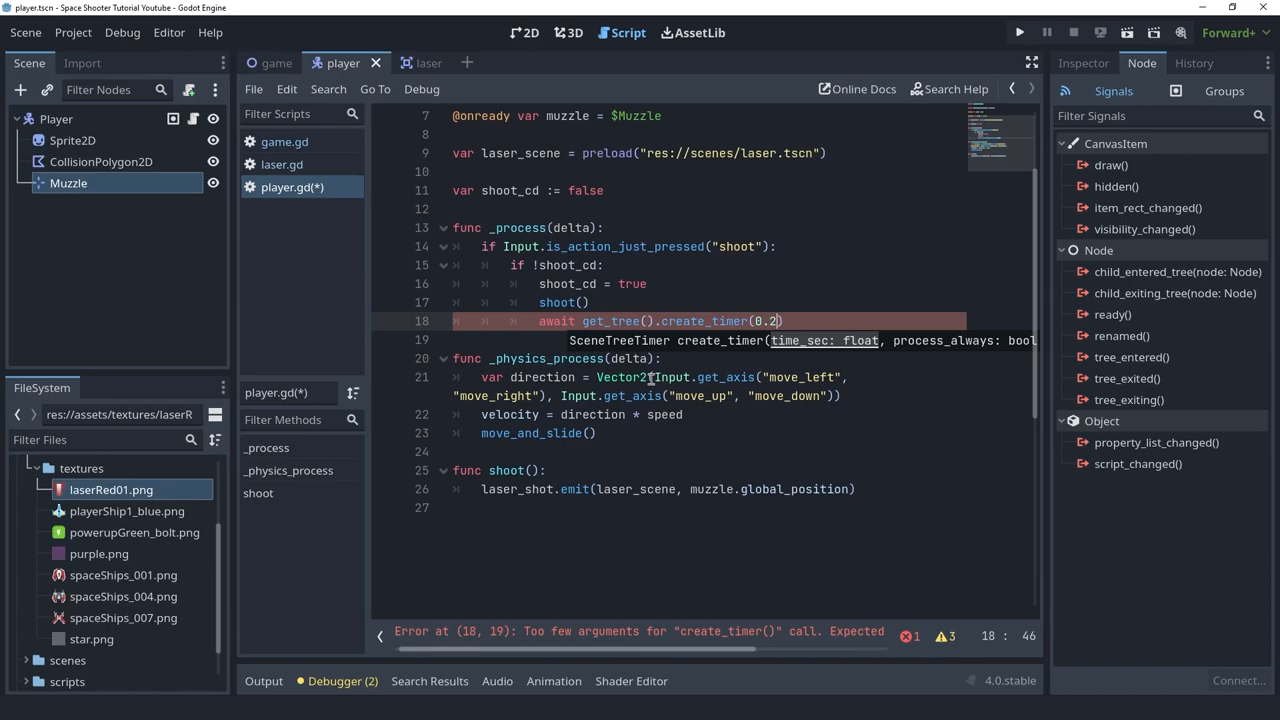 player.tscn - Space Shooter Tutorial Youtube - Godot Engine
Scene Project Debug Editor Help
2D 3D Script AssetLib
Forward+
Scene Import
Filter Nodes
Player
Sprite2D
CollisionPolygon2D
Muzzle
FileSystem
res://assets/textures/laserR
Filter Files
textures
laserRed01.png
playerShip1_blue.png
powerupGreen_bolt.png
purple.png
spaceShips_001.png
spaceShips_004.png
spaceShips_007.png
star.png
scenes
scripts
game player laser
File Edit Search Go To Debug
Online Docs Search Help
Filter Scripts
game.gd
laser.gd
player.gd(*)
player.gd(*)
Filter Methods
_process
_physics_process
shoot
7 @onready var muzzle = $Muzzle
8
9 var laser_scene = preload("res://scenes/laser.tscn")
10
11 var shoot_cd := false
12
13 func _process(delta):
14 if Input.is_action_just_pressed("shoot"):
15 if !shoot_cd:
16 shoot_cd = true
17 shoot()
18 await get_tree().create_timer(0.2)
19 SceneTreeTimer create_timer(time_sec: float, process_always: bool
20 func _physics_process(delta):
21 var direction = Vector2(Input.get_axis("move_left",
"move_right"), Input.get_axis("move_up", "move_down"))
22 velocity = direction * speed
23 move_and_slide()
24
25 func shoot():
26 laser_shot.emit(laser_scene, muzzle.global_position)
27
Error at (18, 19): Too few arguments for "create_timer()" call. Expected
1 3 18 : 46
Output Debugger (2) Search Results Audio Animation Shader Editor
4.0.stable
Inspector Node History
Signals Groups
Filter Signals
CanvasItem
draw()
hidden()
item_rect_changed()
visibility_changed()
Node
child_entered_tree(node: Node)
child_exiting_tree(node: Node)
ready()
renamed()
tree_entered()
tree_exited()
tree_exiting()
Object
property_list_changed()
script_changed()
Connect...